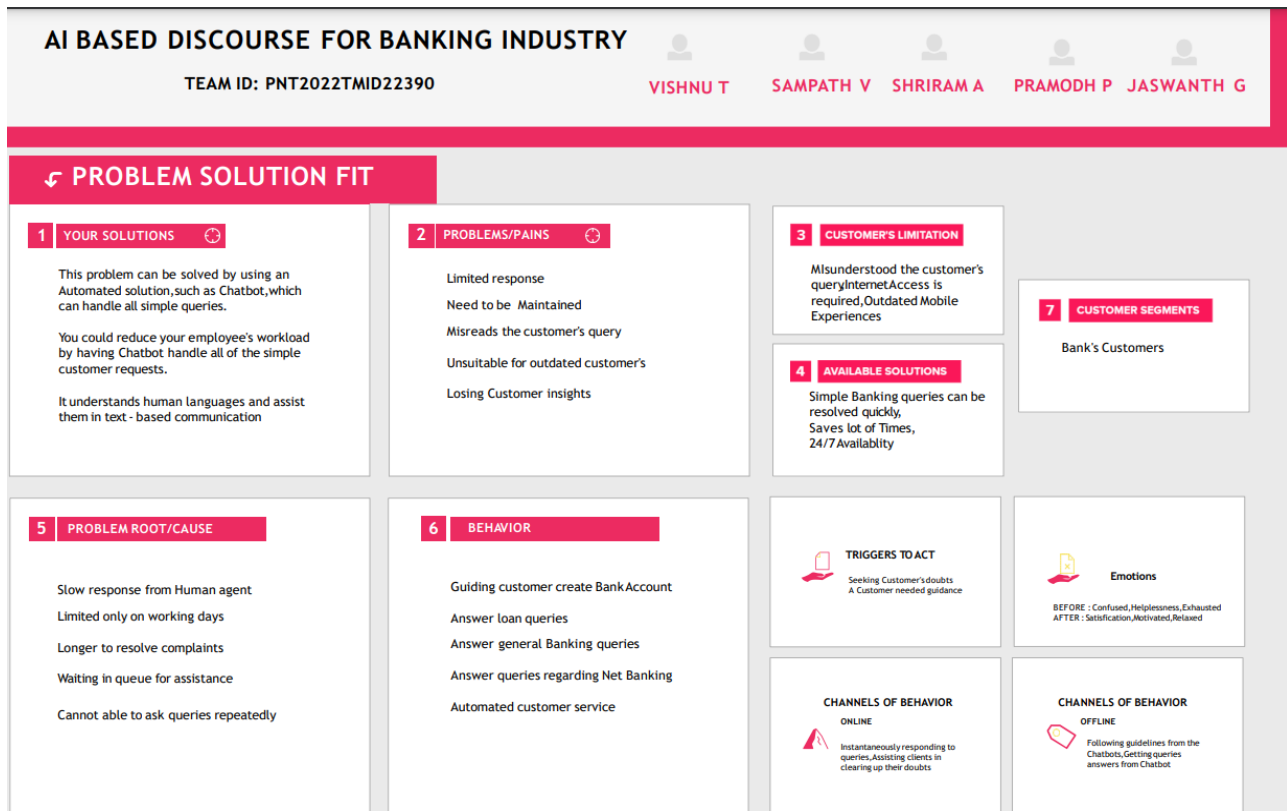 AI BASED DISCOURSE FOR BANKING INDUSTRY
TEAM ID: PNT2022TMID22390
VISHNU T
SAMPATH V
SHRIRAM A
PRAMODH P
JASWANTH G
PROBLEM SOLUTION FIT
1 YOUR SOLUTIONS
This problem can be solved by using an
Automated solution,such as Chatbot,which
can handle all simple queries.
You could reduce your employee's workload
by having Chatbot handle all of the simple
customer requests.
It understands human languages and assist
them in text - based communication
2 PROBLEMS/PAINS
Limited response
Need to be Maintained
Misreads the customer's query
Unsuitable for outdated customer's
Losing Customer insights
3 CUSTOMER'S LIMITATION
MIsunderstood the customer's
query,InternetAccess is
required,Outdated Mobile
Experiences
4 AVAILABLE SOLUTIONS
Simple Banking queries can be
resolved quickly,
Saves lot of Times,
24/7 Availablity
7 CUSTOMER SEGMENTS
Bank's Customers
5 PROBLEM ROOT/CAUSE
Slow response from Human agent
Limited only on working days
Longer to resolve complaints
Waiting in queue for assistance
Cannot able to ask queries repeatedly
6 BEHAVIOR
Guiding customer create Bank Account
Answer loan queries
Answer general Banking queries
Answer queries regarding Net Banking
Automated customer service
TRIGGERS TO ACT
Seeking Customer's doubts
A Customer needed guidance
Emotions
BEFORE : Confused,Helplessness,Exhausted
AFTER : Satisfication,Motivated,Relaxed
CHANNELS OF BEHAVIOR
ONLINE
Instantaneously responding to
queries,Assisting clients in
clearing up their doubts
CHANNELS OF BEHAVIOR
OFFLINE
Following guidelines from the
Chatbots,Getting queries
answers from Chatbot